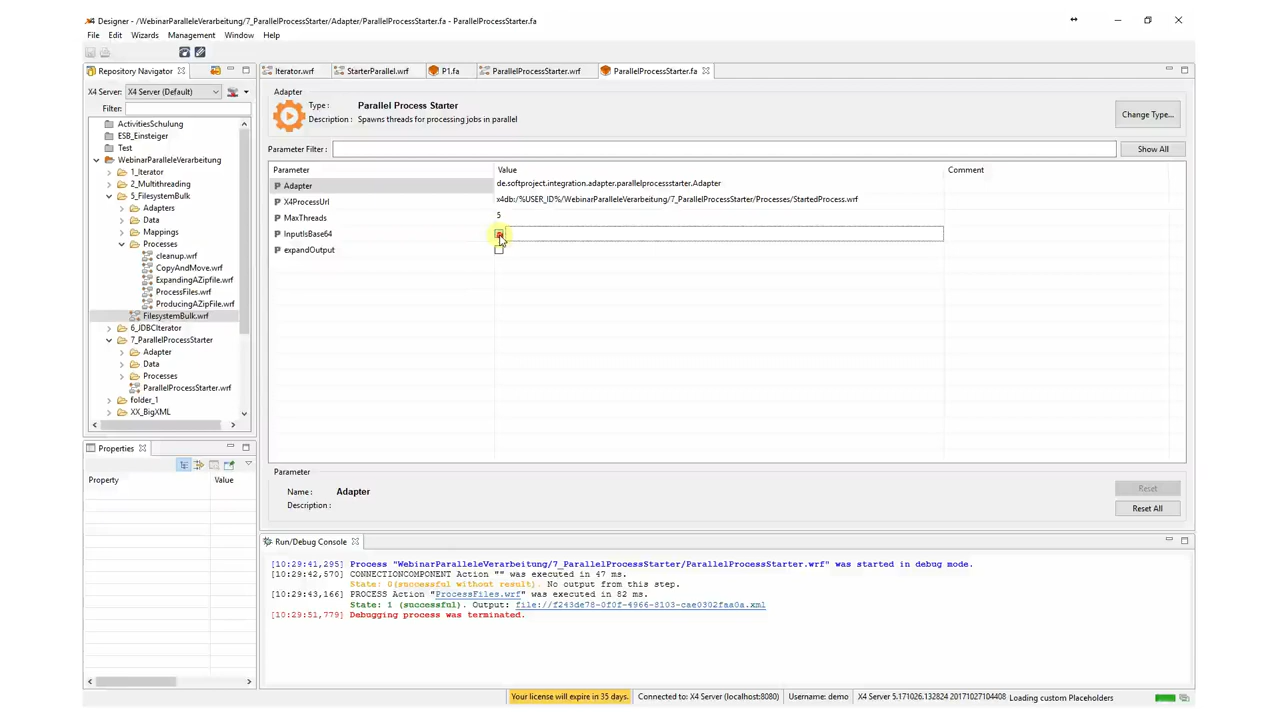 X4 Designer - /WebinarParalleleVerarbeitung/7_ParallelProcessStarter/Adapter/ParallelProcessStarter.fa - ParallelProcessStarter.fa
File Edit Wizards Management Window Help
Repository Navigator
X4 Server: X4 Server (Default)
Filter:
ActivitiesSchulung
ESB_Einsteiger
Test
WebinarParalleleVerarbeitung
1_Iterator
2_Multithreading
5_FilesystemBulk
Adapters
Data
Mappings
Processes
cleanup.wrf
CopyAndMove.wrf
ExpandingAZipfile.wrf
ProcessFiles.wrf
ProducingAZipFile.wrf
FilesystemBulk.wrf
6_JDBCIterator
7_ParallelProcessStarter
Adapter
Data
Processes
ParallelProcessStarter.wrf
folder_1
XX_BigXML
Properties
Property Value
Iterator.wrf StarterParallel.wrf P1.fa ParallelProcessStarter.wrf ParallelProcessStarter.fa
Adapter
Type : Parallel Process Starter
Description : Spawns threads for processing jobs in parallel
Change Type...
Parameter Filter :
Show All
Parameter Value Comment
Adapter de.softproject.integration.adapter.parallelprocessstarter.Adapter
X4ProcessUrl x4db:/%USER_ID%/WebinarParalleleVerarbeitung/7_ParallelProcessStarter/Processes/StartedProcess.wrf
MaxThreads 5
InputIsBase64
expandOutput
Parameter
Name : Adapter
Description :
Reset
Reset All
Run/Debug Console
[10:29:41,295] Process "WebinarParalleleVerarbeitung/7_ParallelProcessStarter/ParallelProcessStarter.wrf" was started in debug mode.
[10:29:42,570] CONNECTIONCOMPONENT Action "" was executed in 47 ms.
State: 0(successful without result). No output from this step.
[10:29:43,166] PROCESS Action "ProcessFiles.wrf" was executed in 82 ms.
State: 1 (successful). Output: file://f243de78-0f0f-4966-8103-cae0302faa0a.xml
[10:29:51,779] Debugging process was terminated.
Your license will expire in 35 days. Connected to: X4 Server (localhost:8080) Username: demo X4 Server 5.171026.132824 20171027104408 Loading custom Placeholders